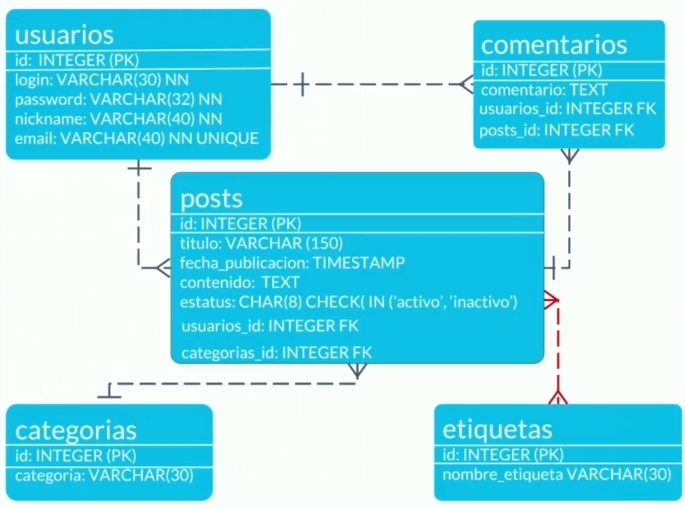 usuarios
id: INTEGER (PK)
login: VARCHAR(30) NN
password: VARCHAR(32) NN
nickname: VARCHAR(40) NN
email: VARCHAR(40) NN UNIQUE
comentarios
id: INTEGER (PK)
comentario: TEXT
usuarios_id: INTEGER FK
posts_id: INTEGER FK
posts
id: INTEGER (PK)
titulo: VARCHAR (150)
fecha_publicacion: TIMESTAMP
contenido: TEXT
estatus: CHAR(8) CHECK( IN ('activo', 'inactivo')
usuarios_id: INTEGER FK
categorias_id: INTEGER FK
categorias
id: INTEGER (PK)
categoria: VARCHAR(30)
etiquetas
id: INTEGER (PK)
nombre_etiqueta VARCHAR(30)